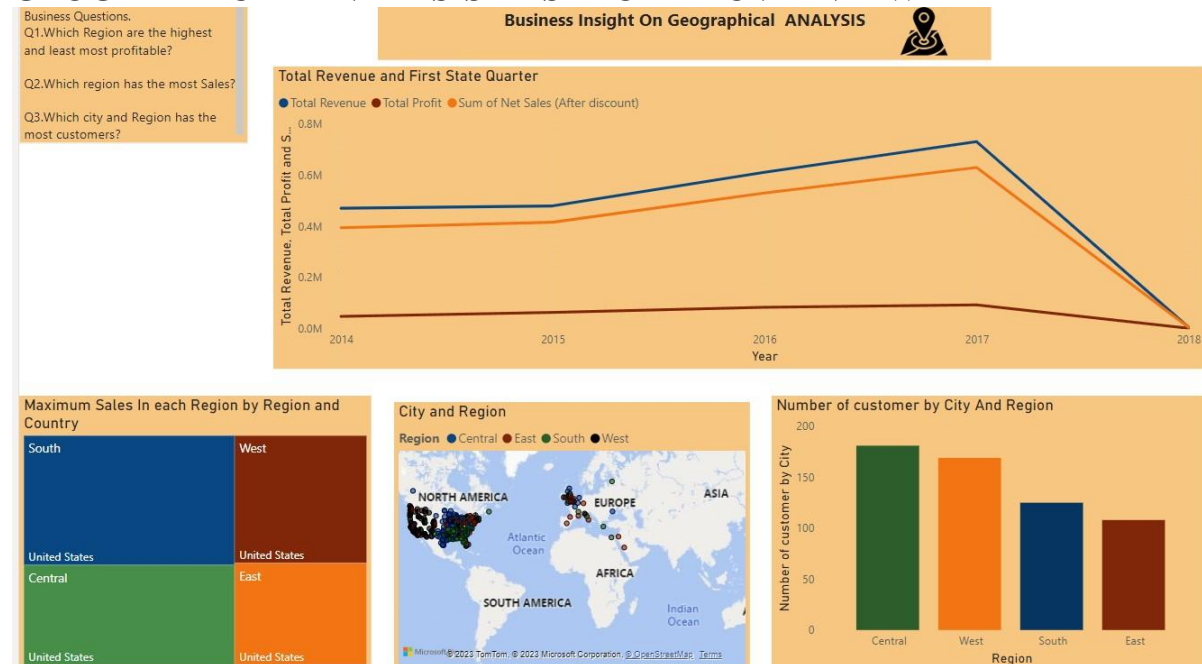 Business Questions.
Q1.Which Region are the highest
and least most profitable?
Q2.Which region has the most Sales?
Q3.Which city and Region has the
most customers?
Business Insight On Geographical ANALYSIS
Total Revenue and First State Quarter
Total Revenue Total Profit Sum of Net Sales (After discount)
Total Revenue, Total Profit and S...
0.8M
0.6M
0.4M
0.2M
0.0M
2014 2015 2016 2017 2018
Year
Maximum Sales In each Region by Region and
Country
South
United States
West
United States
Central
United States
East
United States
City and Region
Region Central East South West
NORTH AMERICA
EUROPE
ASIA
Atlantic
Ocean
AFRICA
SOUTH AMERICA
Indian
Ocean
Microsoft © 2023 TomTom, © 2023 Microsoft Corporation, © OpenStreetMap Terms
Number of customer by City And Region
Number of customer by City
200
150
100
50
0
Central West South East
Region